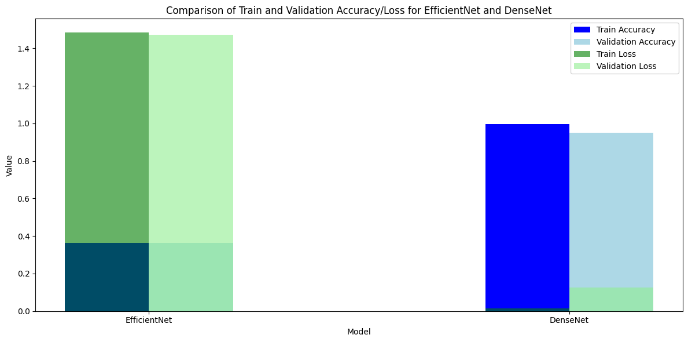 Comparison of Train and Validation Accuracy/Loss for EfficientNet and DenseNet
Train Accuracy
Validation Accuracy
Train Loss
Validation Loss
Value
1.4
1.2
1.0
0.8
0.6
0.4
0.2
0.0
EfficientNet
DenseNet
Model